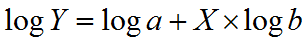 log Y = log a + X × log b